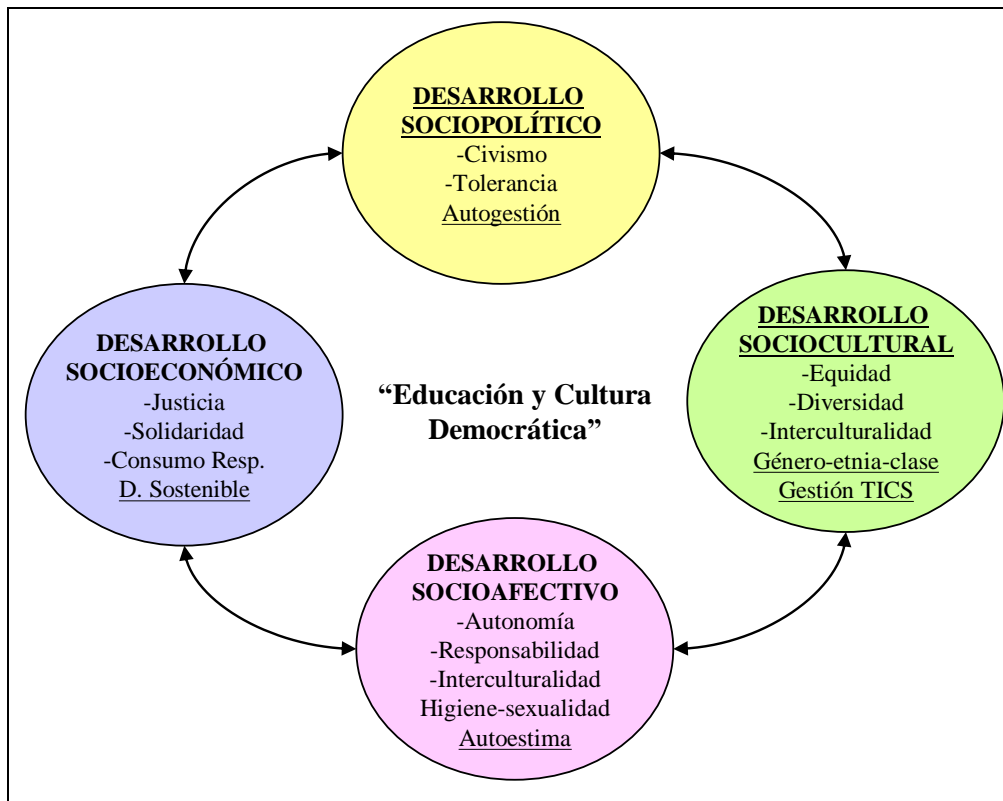 DESARROLLO
SOCIOPOLÍTICO
-Civismo
-Tolerancia
Autogestión
DESARROLLO
SOCIOECONÓMICO
-Justicia
-Solidaridad
-Consumo Resp.
D. Sostenible
“Educación y Cultura
Democrática”
DESARROLLO
SOCIOCULTURAL
-Equidad
-Diversidad
-Interculturalidad
Género-etnia-clase
Gestión TICS
DESARROLLO
SOCIOAFECTIVO
-Autonomía
-Responsabilidad
-Interculturalidad
Higiene-sexualidad
Autoestima